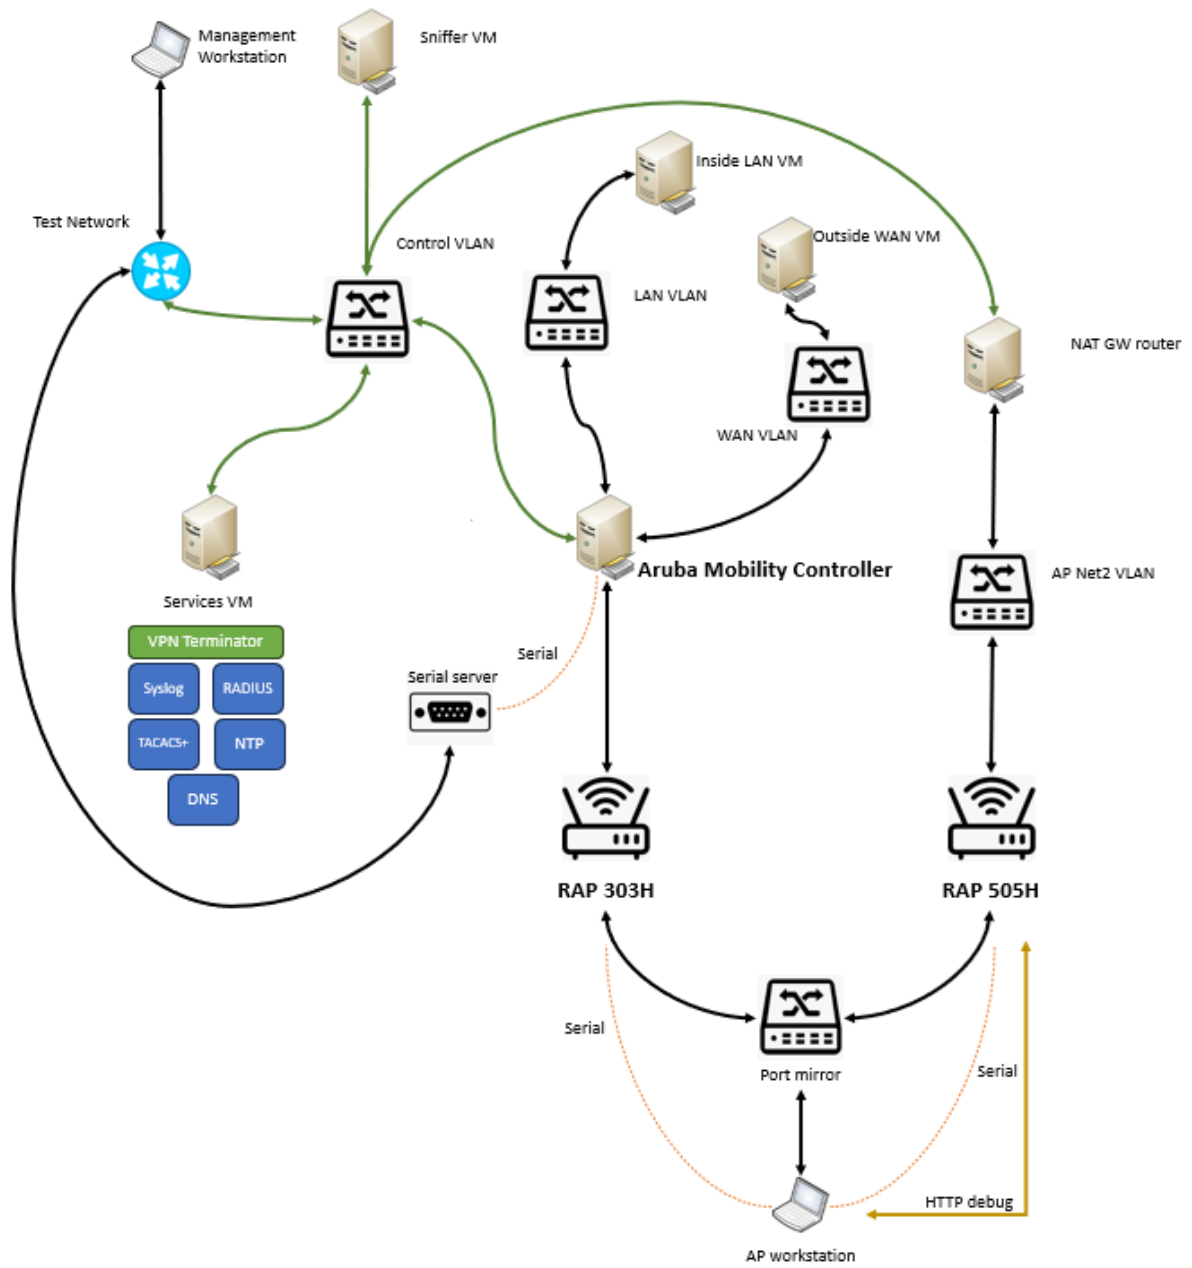 Management
Workstation
Sniffer VM
Inside LAN VM
Test Network
Control VLAN
Outside WAN VM
LAN VLAN
NAT GW router
WAN VLAN
Aruba Mobility Controller
AP Net2 VLAN
Services VM
VPN Terminator
Serial
Syslog
RADIUS
Serial server
TACACS+
NTP
DNS
RAP 303H
RAP 505H
Serial
Port mirror
Serial
HTTP debug
AP workstation